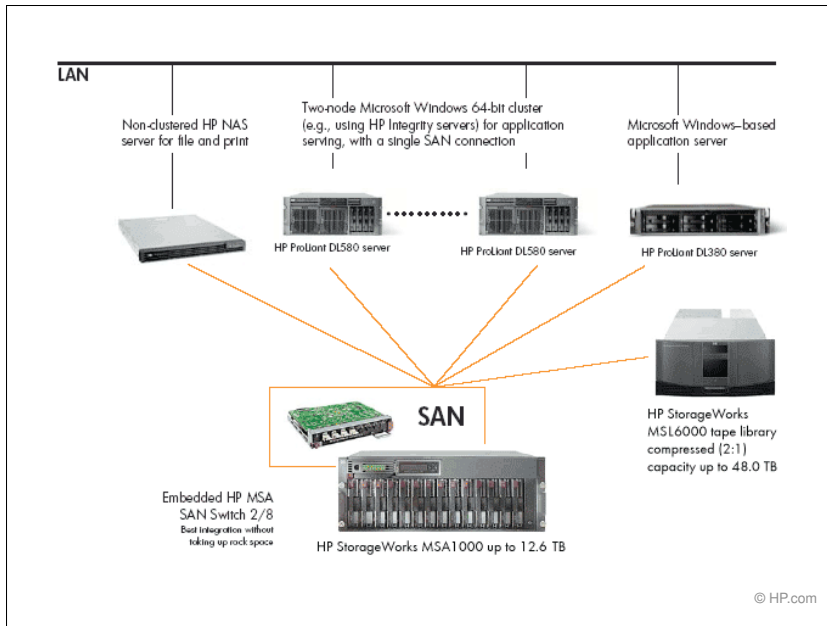 LAN
Non-clustered HP NAS
server for file and print
Two-node Microsoft Windows 64-bit cluster
(e.g., using HP Integrity servers) for application
serving, with a single SAN connection
Microsoft Windows–based
application server
HP ProLiant DL580 server
HP ProLiant DL580 server
HP ProLiant DL380 server
SAN
HP StorageWorks
MSL6000 tape library
compressed (2:1)
capacity up to 48.0 TB
Embedded HP MSA
SAN Switch 2/8
Best integration without
taking up rack space
HP StorageWorks MSA1000 up to 12.6 TB
© HP.com